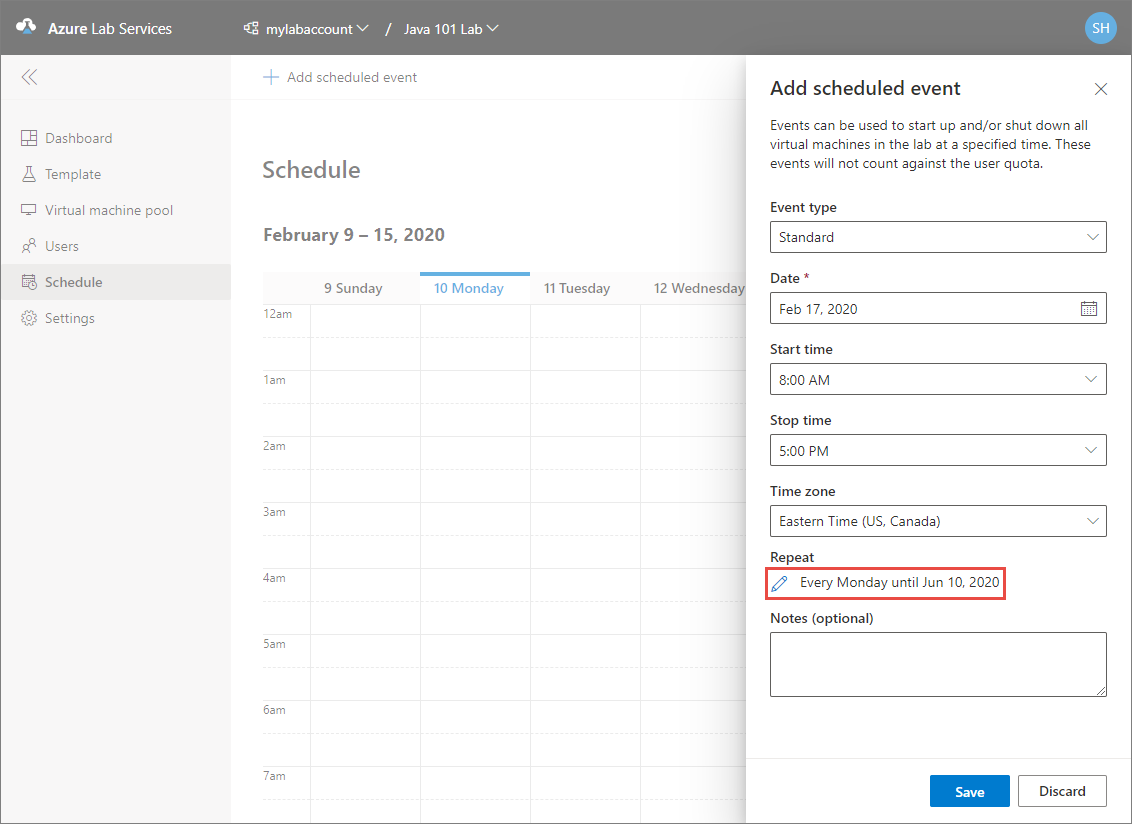 Azure Lab Services
mylabaccount / Java 101 Lab
SH
Dashboard
Template
Virtual machine pool
Users
Schedule
Settings
Add scheduled event
Schedule
February 9 – 15, 2020
9 Sunday
10 Monday
11 Tuesday
12 Wednesday
12am
1am
2am
3am
4am
5am
6am
7am
Add scheduled event
Events can be used to start up and/or shut down all
virtual machines in the lab at a specified time. These
events will not count against the user quota.
Event type
Standard
Date *
Feb 17, 2020
Start time
8:00 AM
Stop time
5:00 PM
Time zone
Eastern Time (US, Canada)
Repeat
Every Monday until Jun 10, 2020
Notes (optional)
Save
Discard